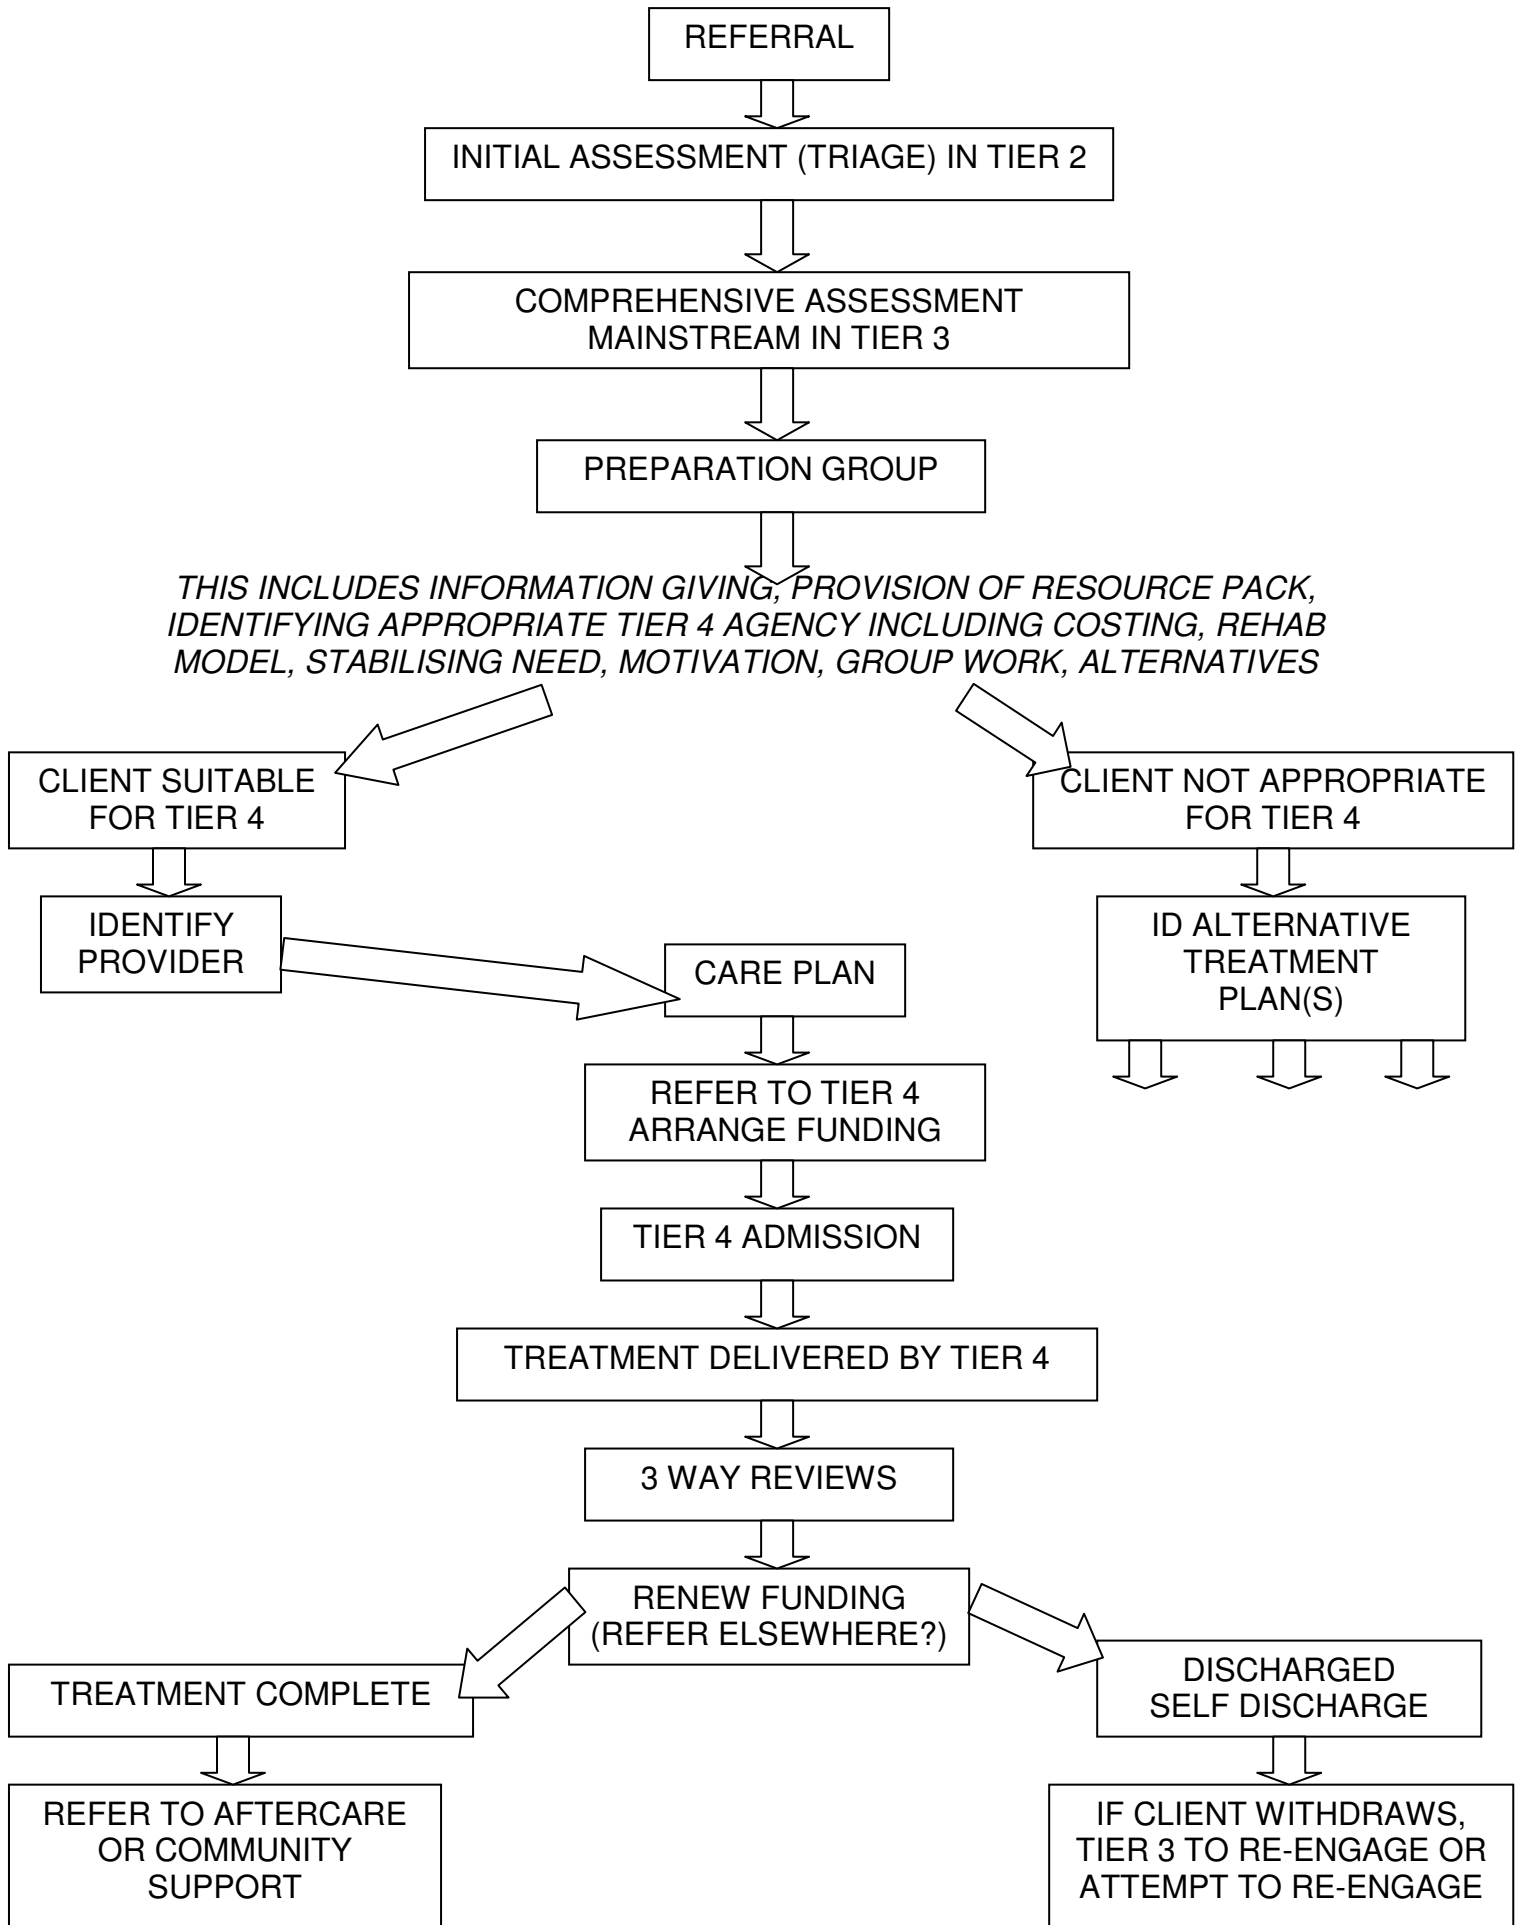 REFERRAL
INITIAL ASSESSMENT (TRIAGE) IN TIER 2
COMPREHENSIVE ASSESSMENT
MAINSTREAM IN TIER 3
PREPARATION GROUP
THIS INCLUDES INFORMATION GIVING, PROVISION OF RESOURCE PACK,
IDENTIFYING APPROPRIATE TIER 4 AGENCY INCLUDING COSTING, REHAB
MODEL, STABILISING NEED, MOTIVATION, GROUP WORK, ALTERNATIVES
CLIENT SUITABLE
FOR TIER 4
CLIENT NOT APPROPRIATE
FOR TIER 4
IDENTIFY
PROVIDER
CARE PLAN
ID ALTERNATIVE
TREATMENT
PLAN(S)
REFER TO TIER 4
ARRANGE FUNDING
TIER 4 ADMISSION
TREATMENT DELIVERED BY TIER 4
3 WAY REVIEWS
RENEW FUNDING
(REFER ELSEWHERE?)
TREATMENT COMPLETE
DISCHARGED
SELF DISCHARGE
REFER TO AFTERCARE
OR COMMUNITY
SUPPORT
IF CLIENT WITHDRAWS,
TIER 3 TO RE-ENGAGE OR
ATTEMPT TO RE-ENGAGE